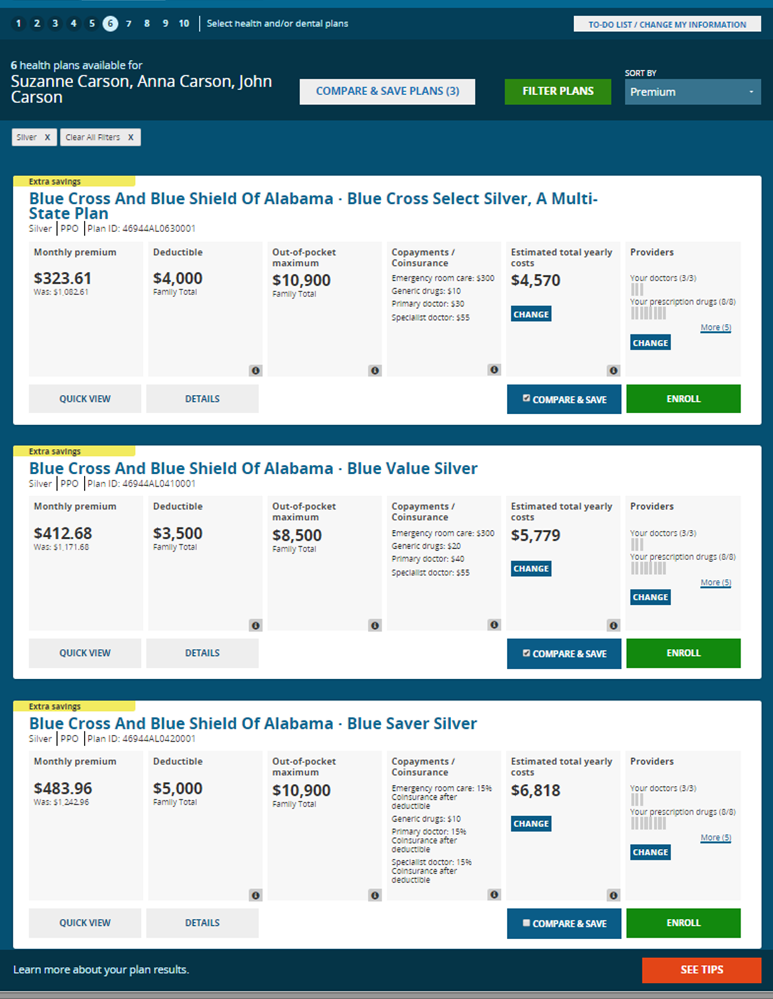 1 2 3 4 5 6 7 8 9 10 Select health and/or dental plans
TO-DO LIST / CHANGE MY INFORMATION
6 health plans available for
Suzanne Carson, Anna Carson, John
Carson
COMPARE & SAVE PLANS (3)
FILTER PLANS
SORT BY
Premium
Silver X
Clear All Filters X
Extra savings
Blue Cross And Blue Shield Of Alabama · Blue Cross Select Silver, A Multi-
State Plan
Silver PPO Plan ID: 46944AL0630001
Monthly premium
$323.61
Was: $1,082.61
Deductible
$4,000
Family Total
Out-of-pocket
maximum
$10,900
Family Total
Copayments /
Coinsurance
Emergency room care: $300
Generic drugs: $10
Primary doctor: $30
Specialist doctor: $55
Estimated total yearly
costs
$4,570
CHANGE
Providers
Your doctors (3/3)
Your prescription drugs (8/8)
More (5)
CHANGE
QUICK VIEW
DETAILS
COMPARE & SAVE
ENROLL
Extra savings
Blue Cross And Blue Shield Of Alabama · Blue Value Silver
Silver PPO Plan ID: 46944AL0410001
Monthly premium
$412.68
Was: $1,171.68
Deductible
$3,500
Family Total
Out-of-pocket
maximum
$8,500
Family Total
Copayments /
Coinsurance
Emergency room care: $300
Generic drugs: $20
Primary doctor: $40
Specialist doctor: $55
Estimated total yearly
costs
$5,779
CHANGE
Providers
Your doctors (3/3)
Your prescription drugs (8/8)
More (5)
CHANGE
QUICK VIEW
DETAILS
COMPARE & SAVE
ENROLL
Extra savings
Blue Cross And Blue Shield Of Alabama · Blue Saver Silver
Silver PPO Plan ID: 46944AL0420001
Monthly premium
$483.96
Was: $1,242.96
Deductible
$5,000
Family Total
Out-of-pocket
maximum
$10,900
Family Total
Copayments /
Coinsurance
Emergency room care: 15%
Coinsurance after
deductible
Generic drugs: $10
Primary doctor: 15%
Coinsurance after
deductible
Specialist doctor: 15%
Coinsurance after
deductible
Estimated total yearly
costs
$6,818
CHANGE
Providers
Your doctors (3/3)
Your prescription drugs (8/8)
More (5)
CHANGE
QUICK VIEW
DETAILS
COMPARE & SAVE
ENROLL
Learn more about your plan results.
SEE TIPS